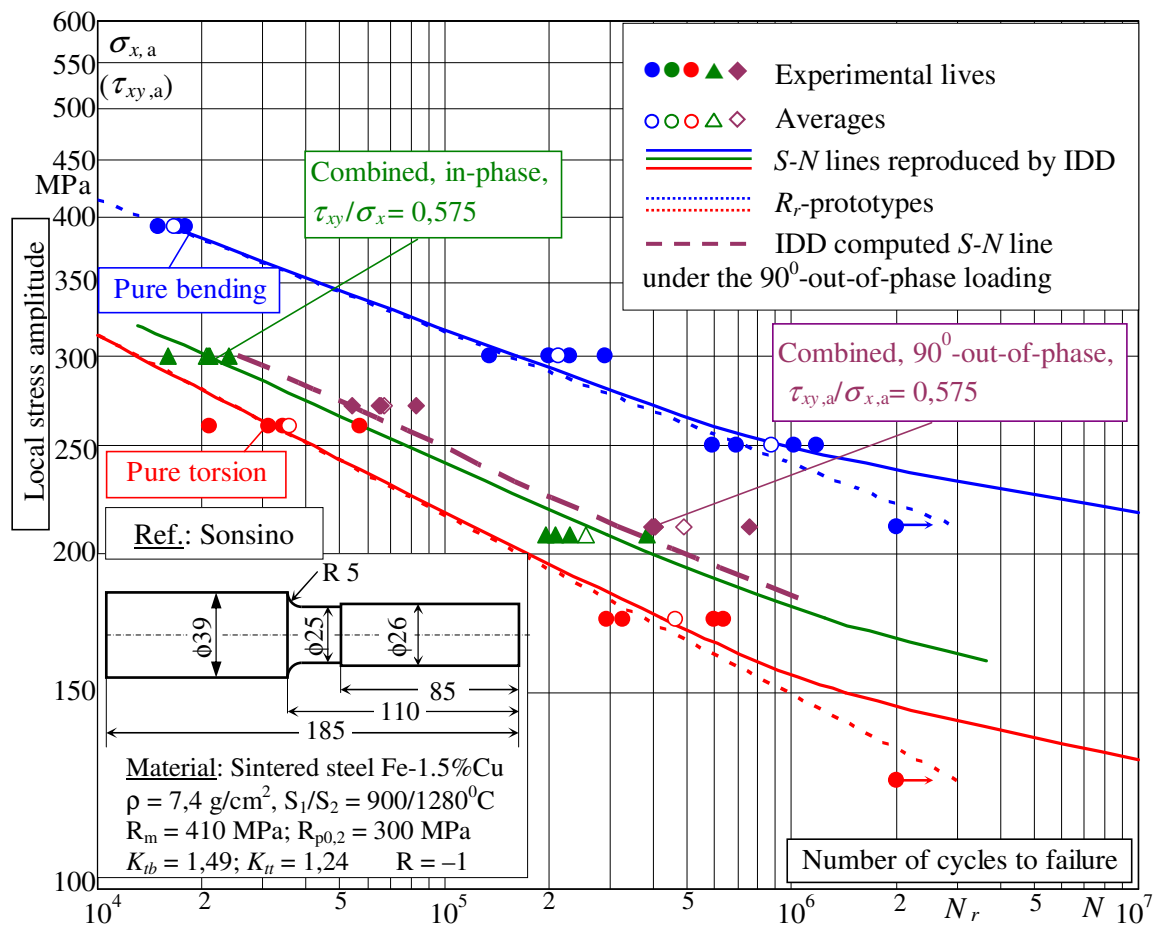 600
550
500
450
MPa
400
350
300
250
200
150
100
σx, a
(τxy ,a)
Local stress amplitude
Experimental lives
Averages
S-N lines reproduced by IDD
Rr-prototypes
IDD computed S-N line
under the 90⁰-out-of-phase loading
Combined, in-phase,
τxy/σx = 0,575
Pure bending
Combined, 90⁰-out-of-phase,
τxy,a/σx,a = 0,575
Pure torsion
Ref.: Sonsino
R 5
ϕ39
ϕ25
ϕ26
85
110
185
Material: Sintered steel Fe-1.5%Cu
ρ = 7,4 g/cm², S₁/S₂ = 900/1280⁰C
Rm = 410 MPa; Rp0,2 = 300 MPa
Ktb = 1,49; Ktt = 1,24 R = –1
Number of cycles to failure
10⁴ 2 5 10⁵ 2 5 10⁶ 2 Nr N 10⁷